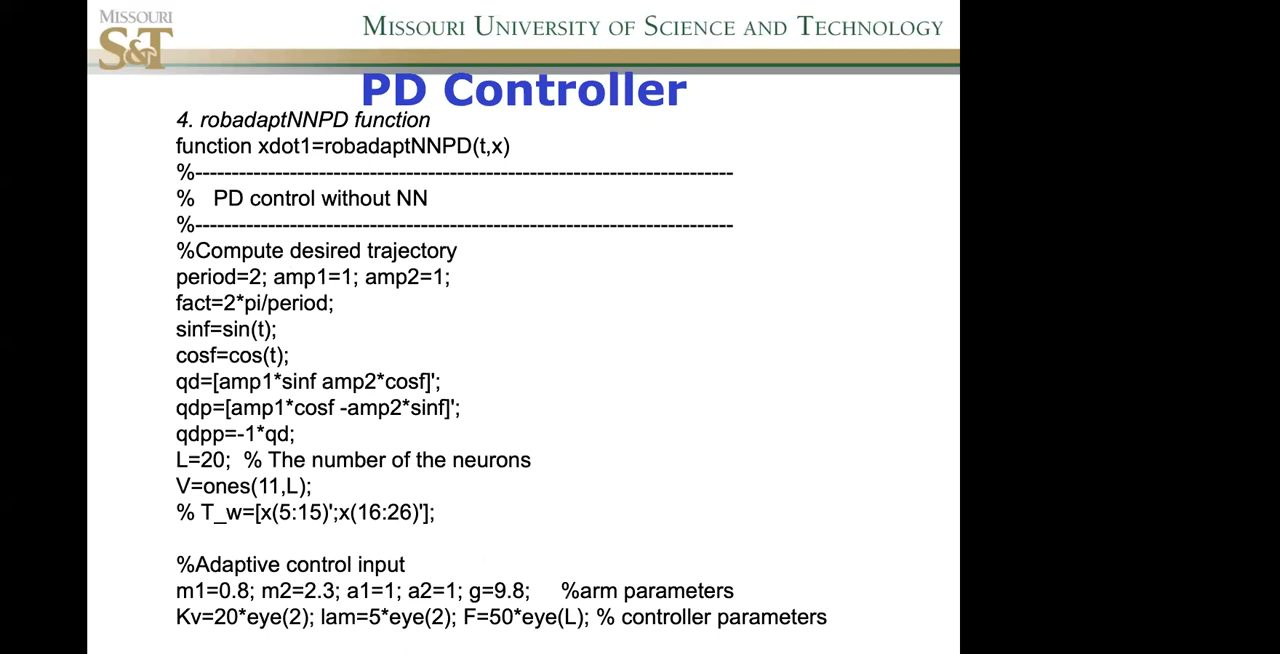 MISSOURI
S&T
MISSOURI UNIVERSITY OF SCIENCE AND TECHNOLOGY
PD Controller
4. robadaptNNPD function
function xdot1=robadaptNNPD(t,x)
%--------------------------------------------------------------------------
%   PD control without NN
%--------------------------------------------------------------------------
%Compute desired trajectory
period=2; amp1=1; amp2=1;
fact=2*pi/period;
sinf=sin(t);
cosf=cos(t);
qd=[amp1*sinf amp2*cosf]';
qdp=[amp1*cosf -amp2*sinf]';
qdpp=-1*qd;
L=20;  % The number of the neurons
V=ones(11,L);
% T_w=[x(5:15)';x(16:26)'];
%Adaptive control input
m1=0.8; m2=2.3; a1=1; a2=1; g=9.8;     %arm parameters
Kv=20*eye(2); lam=5*eye(2); F=50*eye(L); % controller parameters